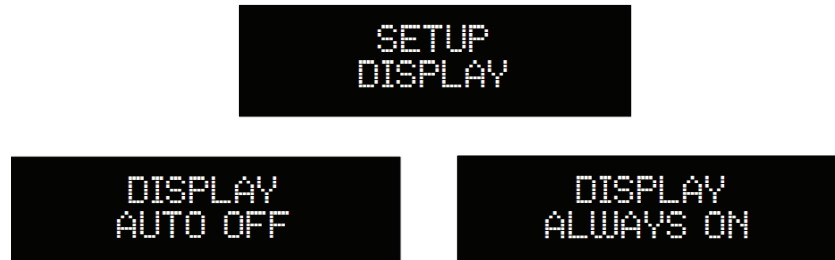 SETUP
DISPLAY
DISPLAY
AUTO OFF
DISPLAY
ALWAYS ON